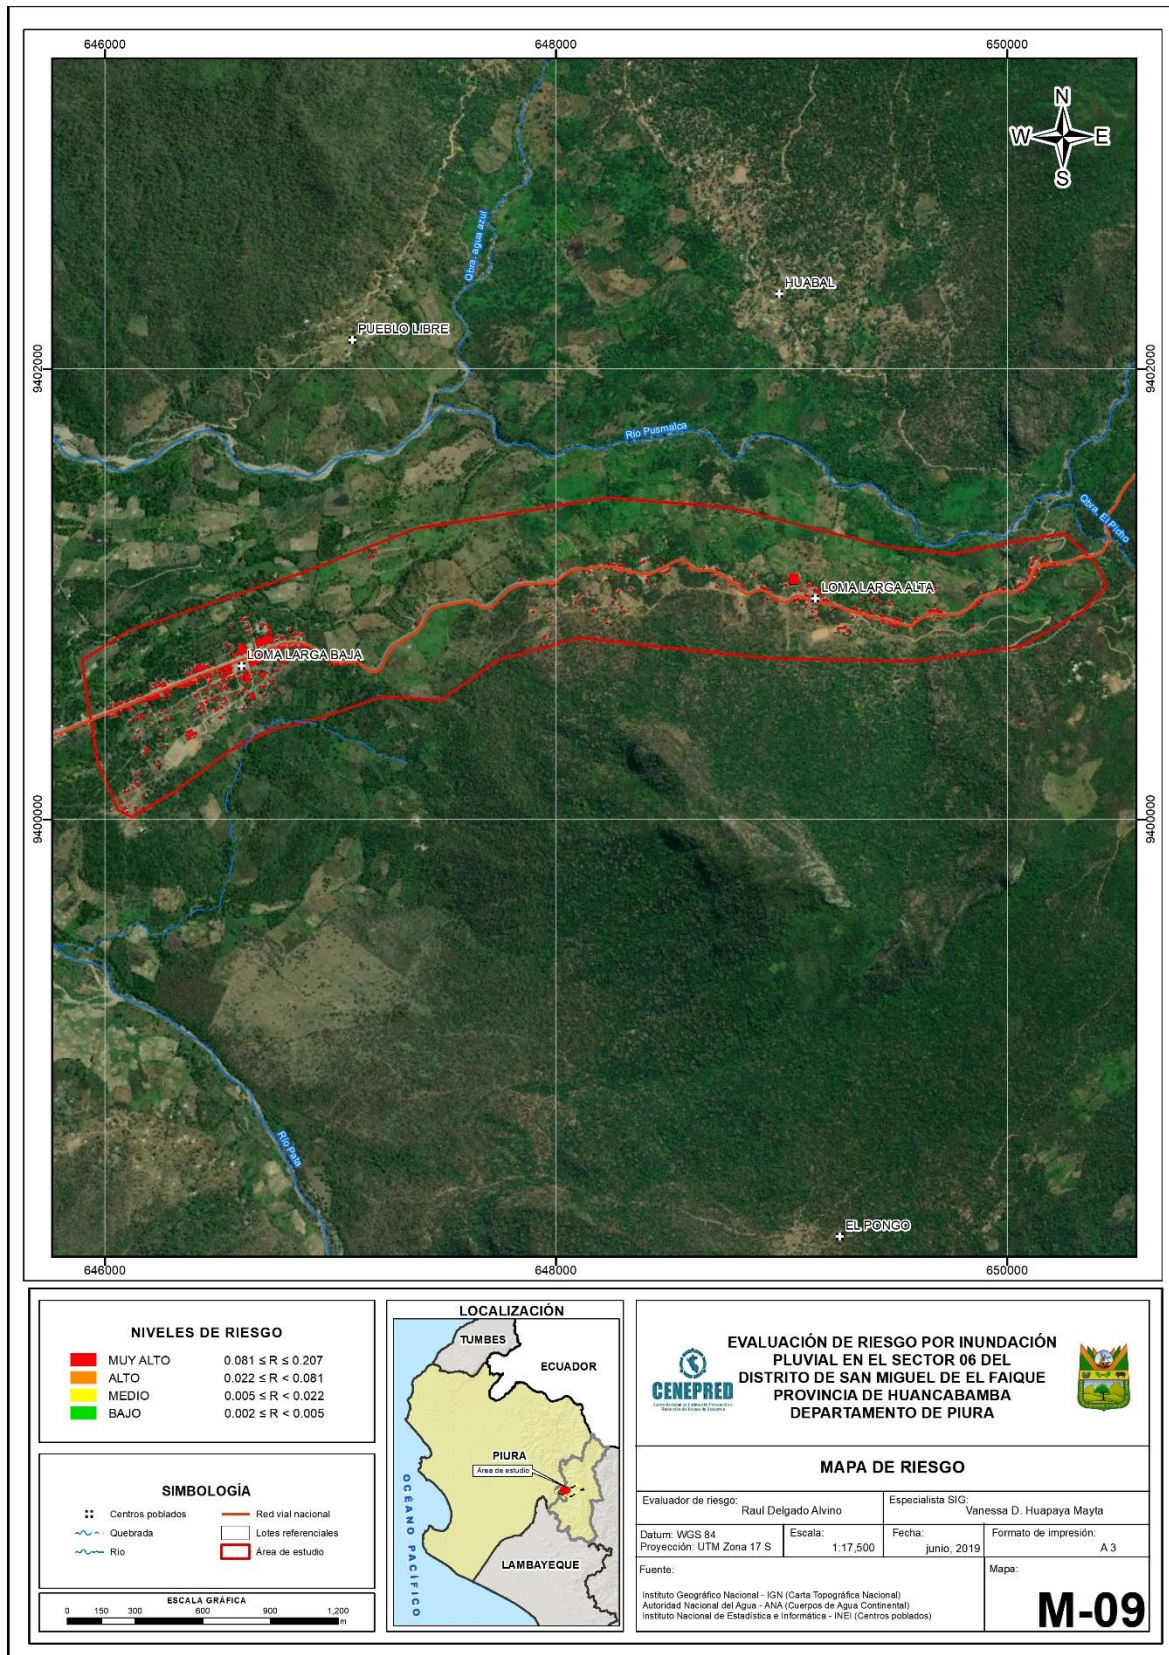 646000
648000
650000
N
W
E
S
Qbra. agua azul
HUABAL
PUEBLO LIBRE
9402000
9402000
Río Pusmalca
Qbra. El Picho
LOMA LARGA ALTA
LOMA LARGA BAJA
9400000
9400000
Río Pata
EL PONGO
646000
648000
650000
NIVELES DE RIESGO
MUY ALTO 0.081 ≤ R ≤ 0.207
ALTO 0.022 ≤ R < 0.081
MEDIO 0.005 ≤ R < 0.022
BAJO 0.002 ≤ R < 0.005
SIMBOLOGÍA
Centros poblados
Quebrada
Río
Red vial nacional
Lotes referenciales
Área de estudio
ESCALA GRÁFICA
0 150 300 600 900 1,200
m
LOCALIZACIÓN
TUMBES
ECUADOR
PIURA
Área de estudio
OCÉANO PACÍFICO
LAMBAYEQUE
CENEPRED
EVALUACIÓN DE RIESGO POR INUNDACIÓN
PLUVIAL EN EL SECTOR 06 DEL
DISTRITO DE SAN MIGUEL DE EL FAIQUE
PROVINCIA DE HUANCABAMBA
DEPARTAMENTO DE PIURA
MAPA DE RIESGO
Evaluador de riesgo:
Raul Delgado Alvino
Especialista SIG:
Vanessa D. Huapaya Mayta
Datum: WGS 84
Proyección: UTM Zona 17 S
Escala:
1:17,500
Fecha:
junio, 2019
Formato de impresión:
A 3
Fuente:
Instituto Geográfico Nacional - IGN (Carta Topográfica Nacional)
Autoridad Nacional del Agua - ANA (Cuerpos de Agua Continental)
Instituto Nacional de Estadística e Informática - INEI (Centros poblados)
Mapa:
M-09